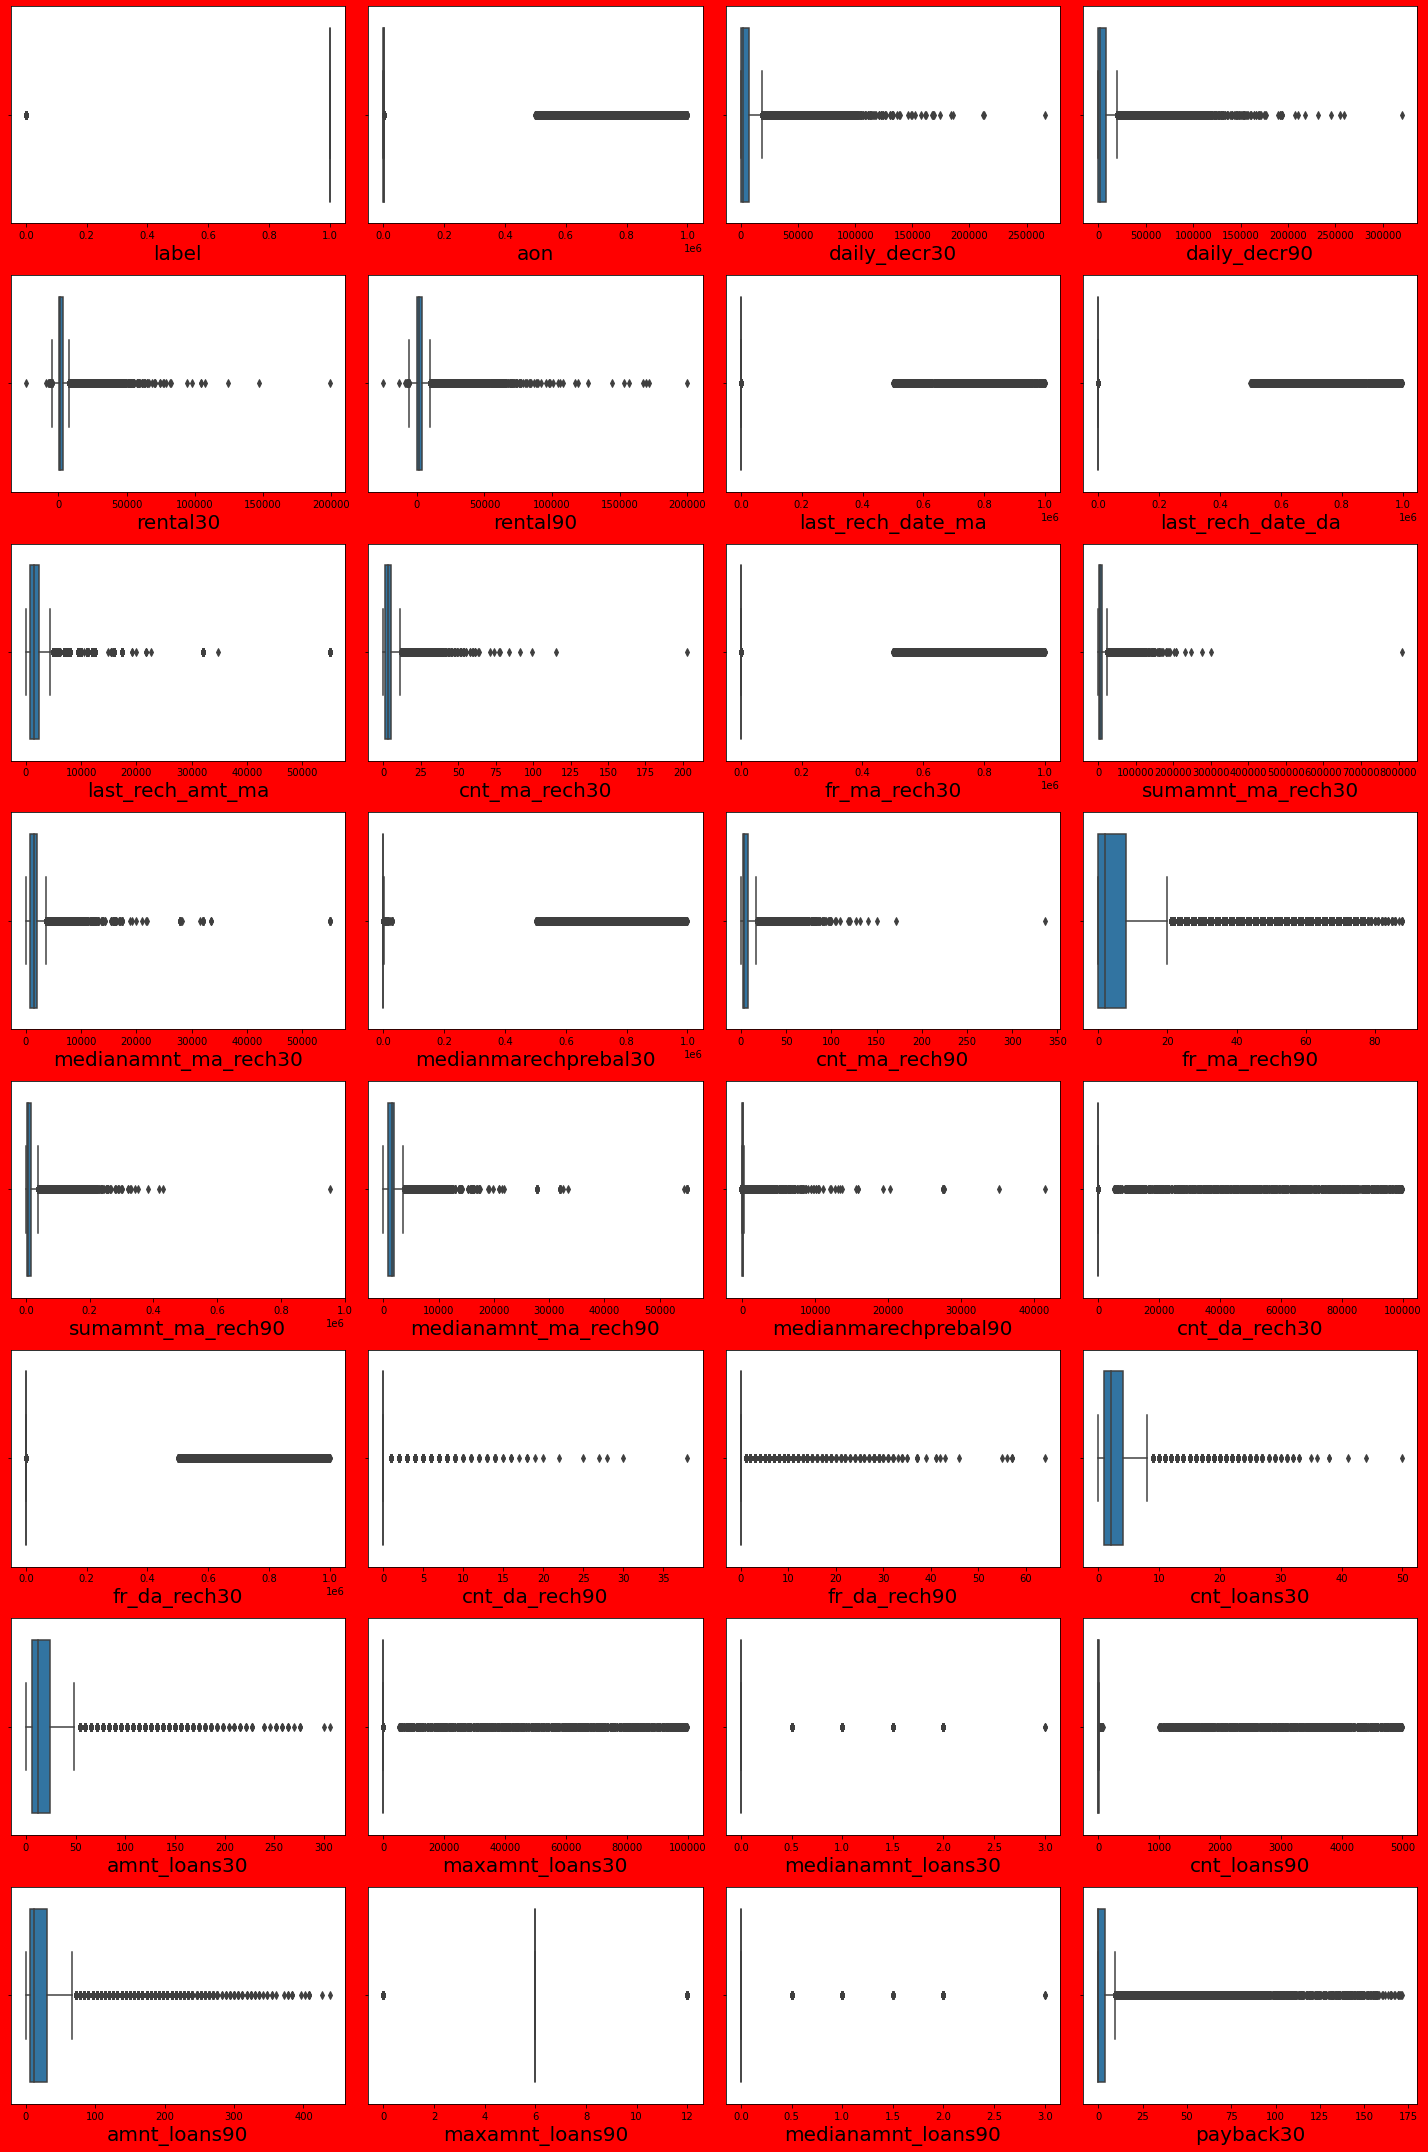 0.0 0.2 0.4 0.6 0.8 1.0
label
0.0 0.2 0.4 0.6 0.8 1.0
1e6
aon
0 50000 100000 150000 200000 250000
daily_decr30
0 50000 100000 150000 200000 250000 300000
daily_decr90
0 50000 100000 150000 200000
rental30
0 50000 100000 150000 200000
rental90
0.0 0.2 0.4 0.6 0.8 1.0
1e6
last_rech_date_ma
0.0 0.2 0.4 0.6 0.8 1.0
1e6
last_rech_date_da
0 10000 20000 30000 40000 50000
last_rech_amt_ma
0 25 50 75 100 125 150 175 200
cnt_ma_rech30
0.0 0.2 0.4 0.6 0.8 1.0
1e6
fr_ma_rech30
0 100000 200000 300000 400000 500000 600000 700000 800000
sumamnt_ma_rech30
0 10000 20000 30000 40000 50000
medianamnt_ma_rech30
0.0 0.2 0.4 0.6 0.8 1.0
1e6
medianmarechprebal30
0 50 100 150 200 250 300 350
cnt_ma_rech90
0 20 40 60 80
fr_ma_rech90
0.0 0.2 0.4 0.6 0.8 1.0
1e6
sumamnt_ma_rech90
0 10000 20000 30000 40000 50000
medianamnt_ma_rech90
0 10000 20000 30000 40000
medianmarechprebal90
0 20000 40000 60000 80000 100000
cnt_da_rech30
0.0 0.2 0.4 0.6 0.8 1.0
1e6
fr_da_rech30
0 5 10 15 20 25 30 35
cnt_da_rech90
0 10 20 30 40 50 60
fr_da_rech90
0 10 20 30 40 50
cnt_loans30
0 50 100 150 200 250 300
amnt_loans30
0 20000 40000 60000 80000 100000
maxamnt_loans30
0.0 0.5 1.0 1.5 2.0 2.5 3.0
medianamnt_loans30
0 1000 2000 3000 4000 5000
cnt_loans90
0 100 200 300 400
amnt_loans90
0 2 4 6 8 10 12
maxamnt_loans90
0.0 0.5 1.0 1.5 2.0 2.5 3.0
medianamnt_loans90
0 25 50 75 100 125 150 175
payback30